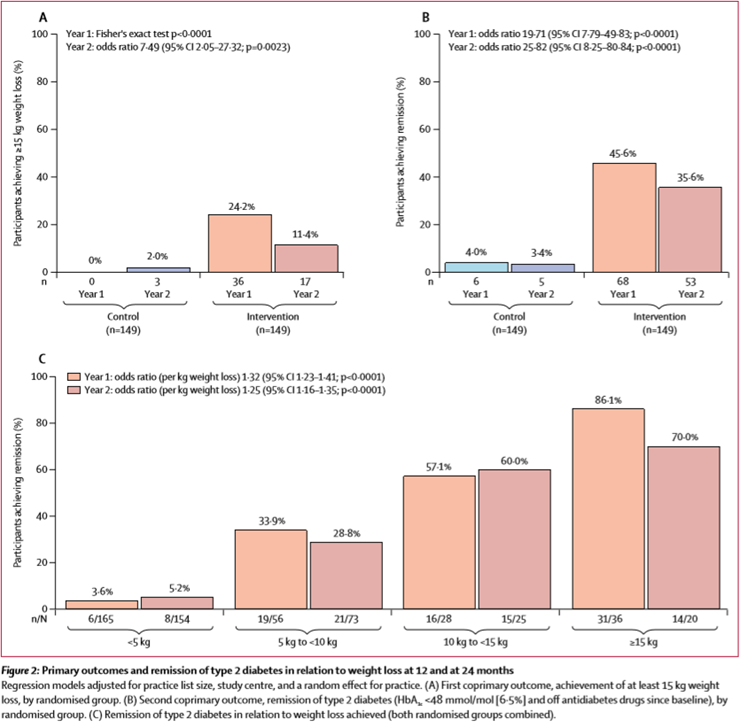 A
Year 1: Fisher's exact test p<0·0001
Year 2: odds ratio 7·49 (95% CI 2·05–27·32; p=0·0023)
Participants achieving ≥15 kg weight loss (%)
100
80
60
40
20
0
0%
2·0%
24·2%
11·4%
n
0
3
36
17
Year 1
Year 2
Year 1
Year 2
Control
(n=149)
Intervention
(n=149)
B
Year 1: odds ratio 19·71 (95% CI 7·79–49·83; p<0·0001)
Year 2: odds ratio 25·82 (95% CI 8·25–80·84; p<0·0001)
Participants achieving remission (%)
100
80
60
40
20
0
4·0%
3·4%
45·6%
35·6%
6
5
68
53
Year 1
Year 2
Year 1
Year 2
Control
(n=149)
Intervention
(n=149)
C
Year 1: odds ratio (per kg weight loss) 1·32 (95% CI 1·23–1·41; p<0·0001)
Year 2: odds ratio (per kg weight loss) 1·25 (95% CI 1·16–1·35; p<0·0001)
Participants achieving remission (%)
100
80
60
40
20
0
3·6%
5·2%
33·9%
28·8%
57·1%
60·0%
86·1%
70·0%
n/N
6/165
8/154
19/56
21/73
16/28
15/25
31/36
14/20
<5 kg
5 kg to <10 kg
10 kg to <15 kg
≥15 kg
Figure 2: Primary outcomes and remission of type 2 diabetes in relation to weight loss at 12 and at 24 months
Regression models adjusted for practice list size, study centre, and a random effect for practice. (A) First coprimary outcome, achievement of at least 15 kg weight
loss, by randomised group. (B) Second coprimary outcome, remission of type 2 diabetes (HbA1c <48 mmol/mol [6·5%] and off antidiabetes drugs since baseline), by
randomised group. (C) Remission of type 2 diabetes in relation to weight loss achieved (both randomised groups combined).